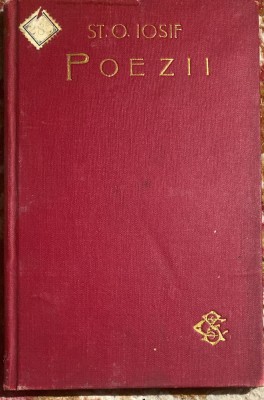 ST. O. IOSIF
POEZII